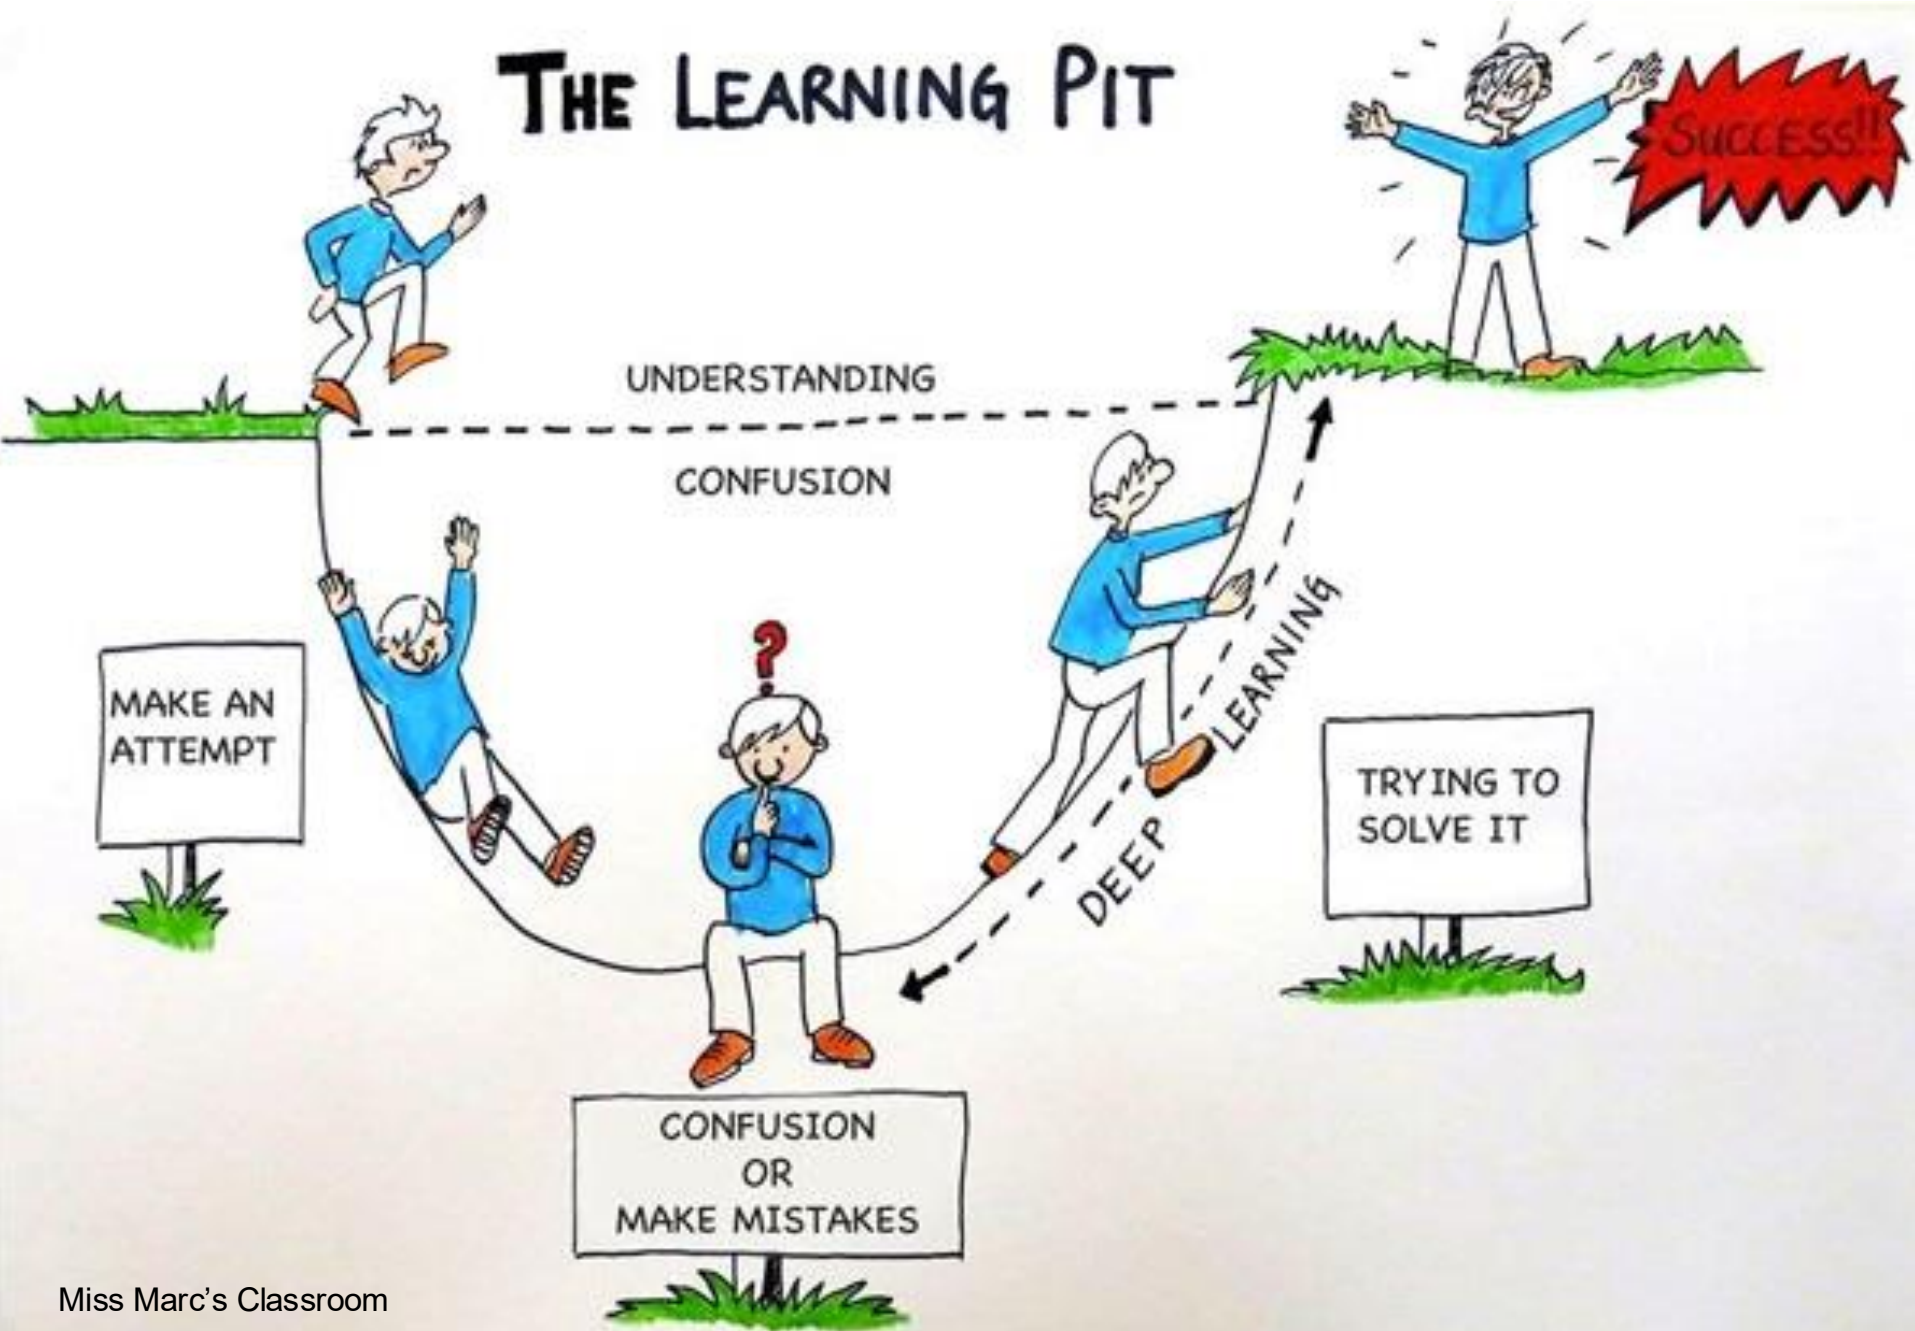 THE LEARNING PIT
SUCCESS!!
UNDERSTANDING
CONFUSION
MAKE AN
ATTEMPT
?
DEEP LEARNING
TRYING TO
SOLVE IT
CONFUSION
OR
MAKE MISTAKES
Miss Marc’s Classroom